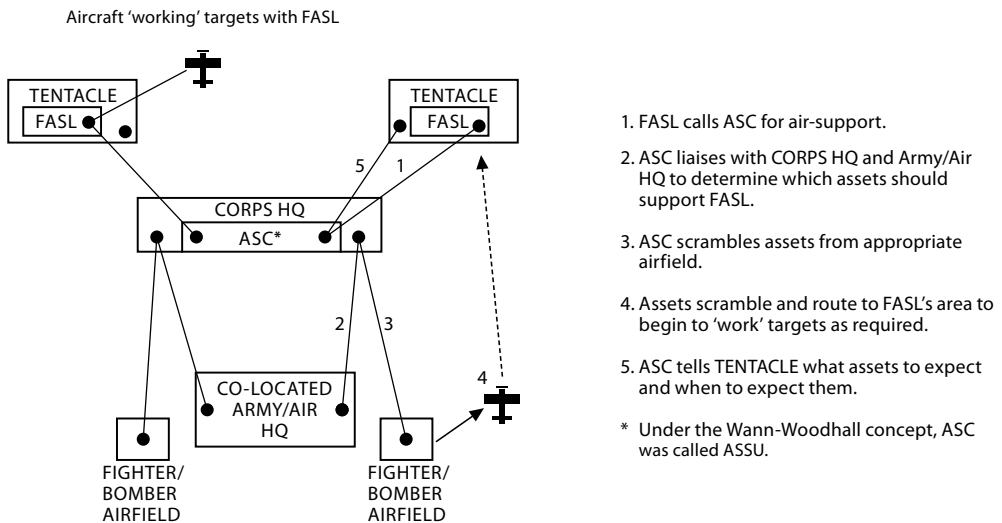 Aircraft ‘working’ targets with FASL
TENTACLE
FASL
TENTACLE
FASL
5
1
CORPS HQ
ASC*
2
3
4
CO-LOCATED
ARMY/AIR
HQ
FIGHTER/
BOMBER
AIRFIELD
FIGHTER/
BOMBER
AIRFIELD
1. FASL calls ASC for air-support.
2. ASC liaises with CORPS HQ and Army/Air
HQ to determine which assets should
support FASL.
3. ASC scrambles assets from appropriate
airfield.
4. Assets scramble and route to FASL’s area to
begin to ‘work’ targets as required.
5. ASC tells TENTACLE what assets to expect
and when to expect them.
* Under the Wann-Woodhall concept, ASC
was called ASSU.